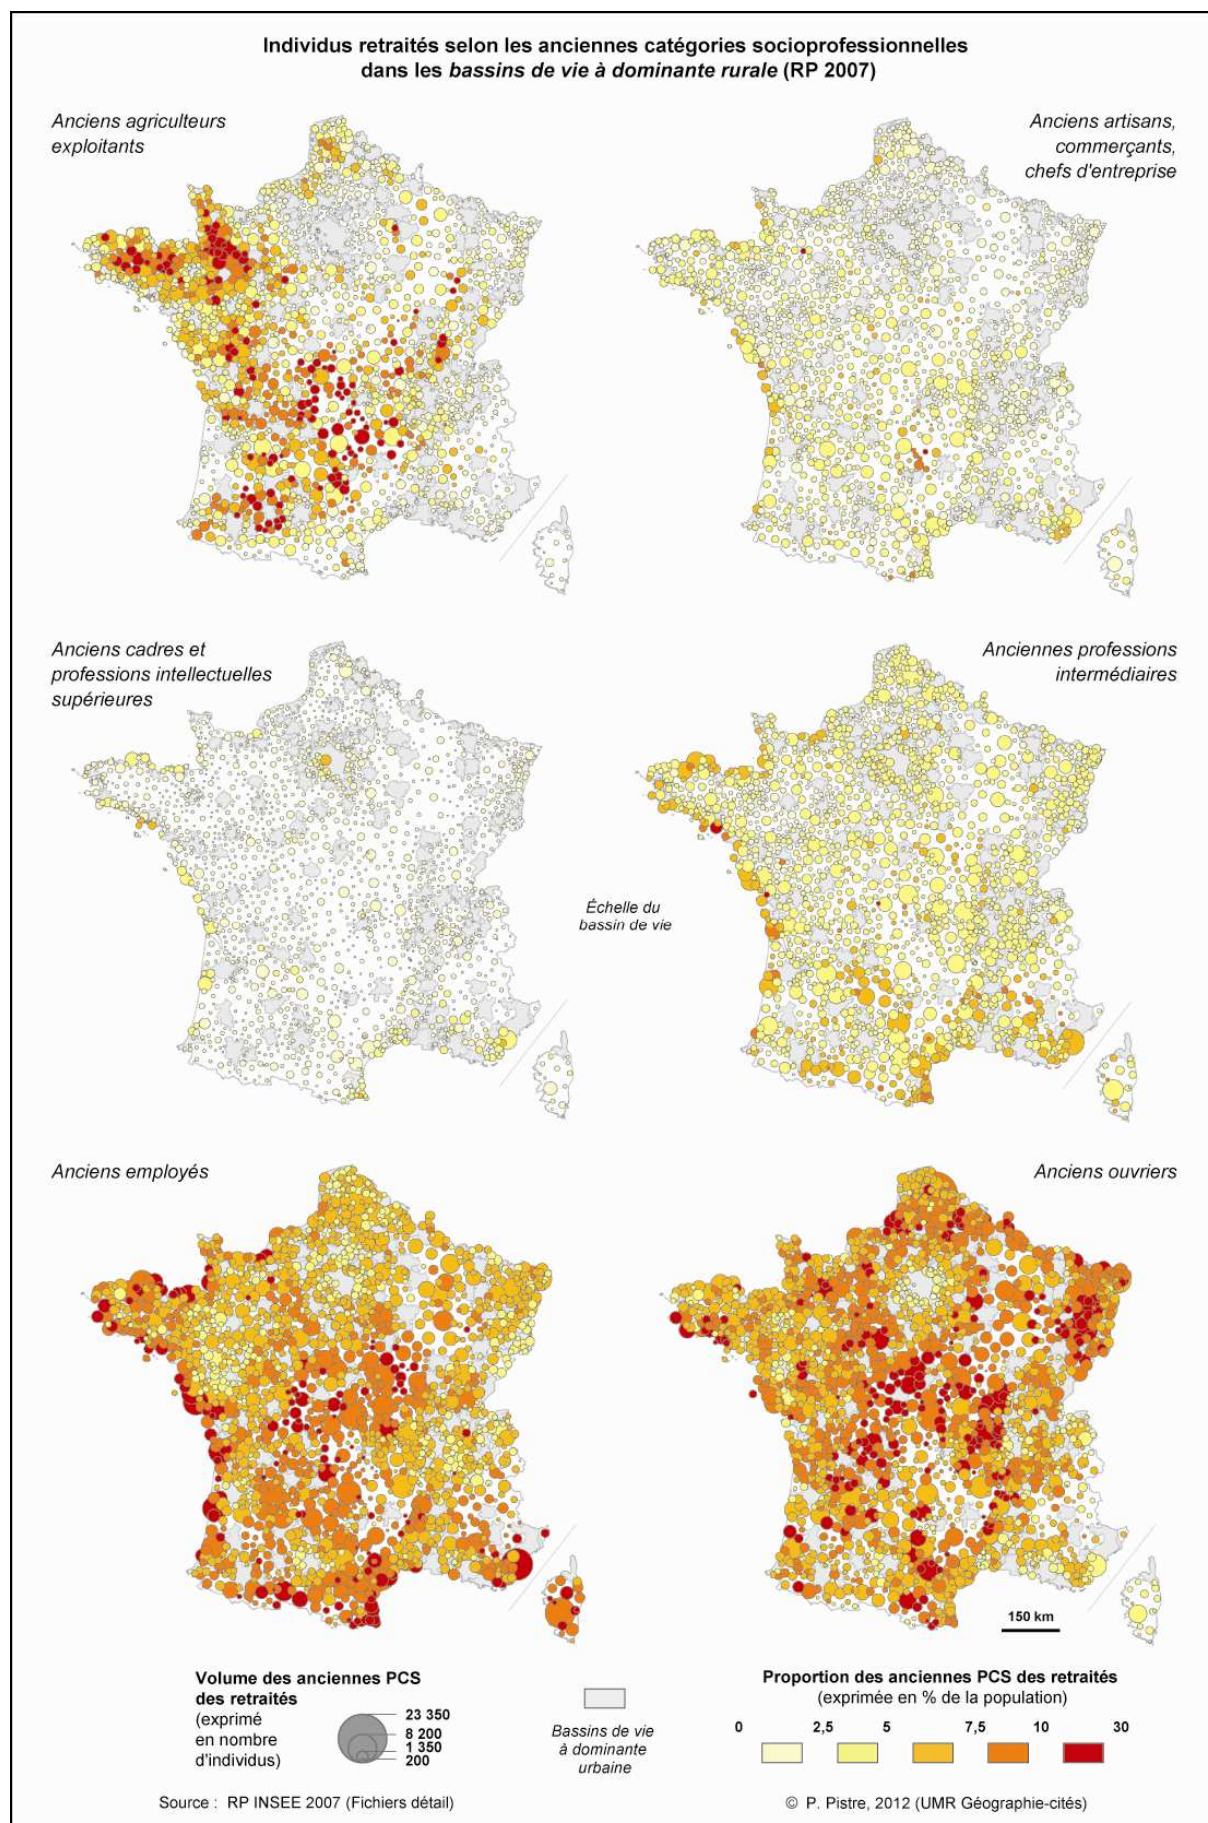 Individus retraités selon les anciennes catégories socioprofessionnelles
dans les bassins de vie à dominante rurale (RP 2007)
Anciens agriculteurs
exploitants
Anciens artisans,
commerçants,
chefs d'entreprise
Anciens cadres et
professions intellectuelles
supérieures
Anciennes professions
intermédiaires
Échelle du
bassin de vie
Anciens employés
Anciens ouvriers
150 km
Volume des anciennes PCS
des retraités
(exprimé
en nombre
d'individus)
23 350
8 200
1 350
200
Bassins de vie
à dominante
urbaine
Proportion des anciennes PCS des retraités
(exprimée en % de la population)
0 2,5 5 7,5 10 30
Source : RP INSEE 2007 (Fichiers détail)
© P. Pistre, 2012 (UMR Géographie-cités)